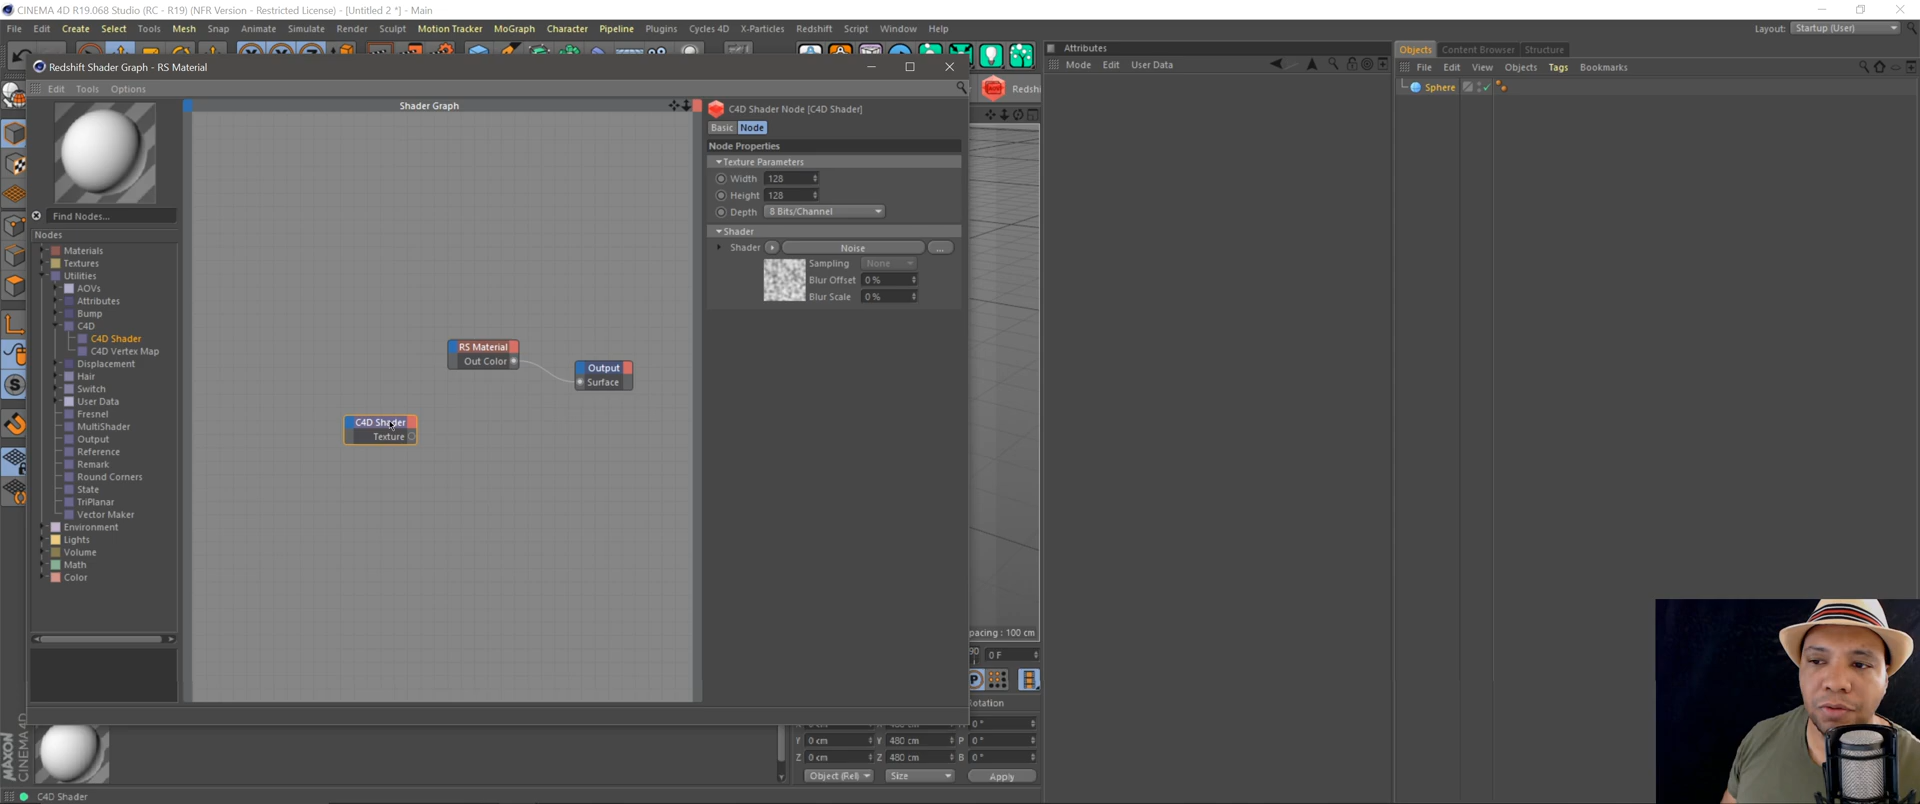 CINEMA 4D R19.068 Studio (RC - R19) (NFR Version - Restricted License) - [Untitled 2 *] - Main
File Edit Create Select Tools Mesh Snap Animate Simulate Render Sculpt Motion Tracker MoGraph Character Pipeline Plugins Cycles 4D X-Particles Redshift Script Window Help
Layout: Startup (User)
Redshift Shader Graph - RS Material
Edit Tools Options
Find Nodes...
Nodes
Materials
Textures
Utilities
AOVs
Attributes
Bump
C4D
C4D Shader
C4D Vertex Map
Displacement
Hair
Switch
User Data
Fresnel
MultiShader
Output
Reference
Remark
Round Corners
State
TriPlanar
Vector Maker
Environment
Lights
Volume
Math
Color
Shader Graph
RS Material
Out Color
Output
Surface
C4D Shader
Texture
C4D Shader Node [C4D Shader]
Basic Node
Node Properties
Texture Parameters
Width 128
Height 128
Depth 8 Bits/Channel
Shader
Shader Noise ...
Sampling None
Blur Offset 0 %
Blur Scale 0 %
Redsh
pacing : 100 cm
90 0 F
P
otation
0 °
Y 0 cm Y 480 cm P 0 °
Z 0 cm Z 480 cm B 0 °
Object (Rel) Size Apply
Attributes
Mode Edit User Data
Objects Content Browser Structure
File Edit View Objects Tags Bookmarks
Sphere
MAXON
CINEMA 4D
C4D Shader